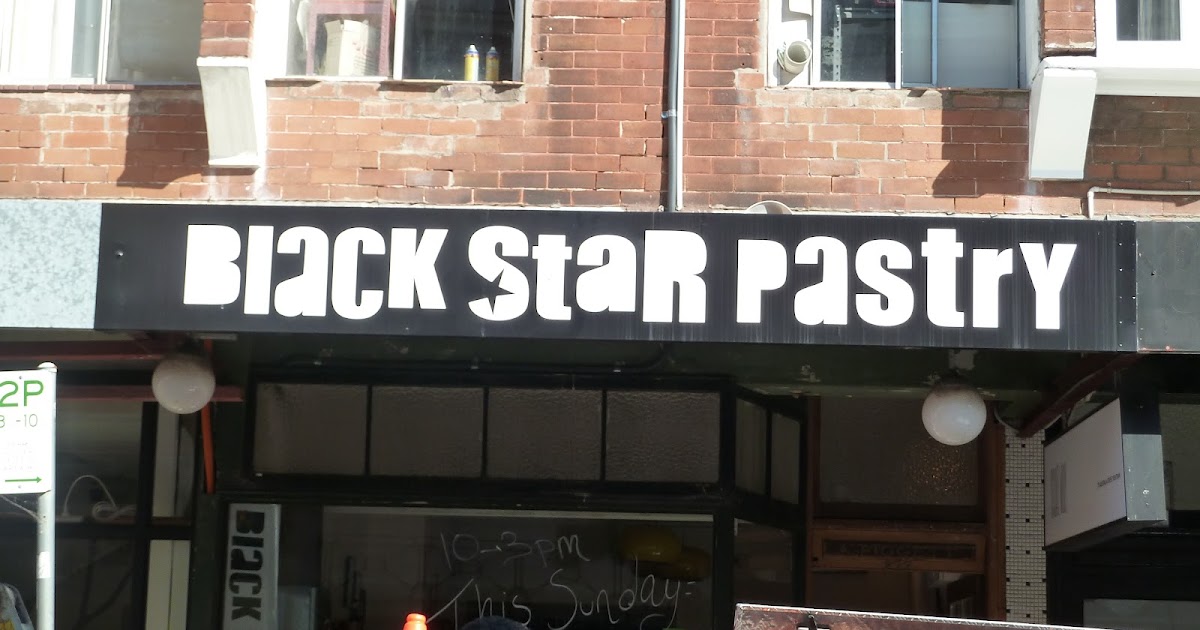 Black Star Pastry
2P
8 -10
Black
10-3pm
This Sunday-